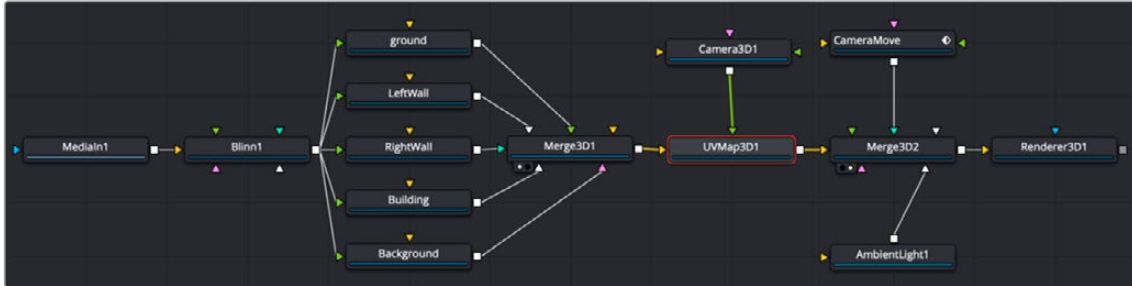 ground
Camera3D1
CameraMove
LeftWall
MediaIn1
Blinn1
RightWall
Merge3D1
UVMap3D1
Merge3D2
Renderer3D1
Building
Background
AmbientLight1